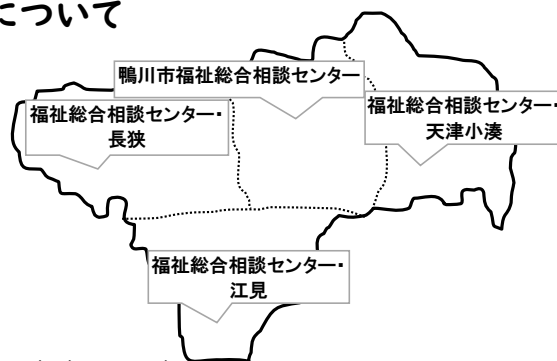 について
鴨川市福祉総合相談センター
福祉総合相談センター・
長狭
福祉総合相談センター・
天津小湊
福祉総合相談センター・
江見